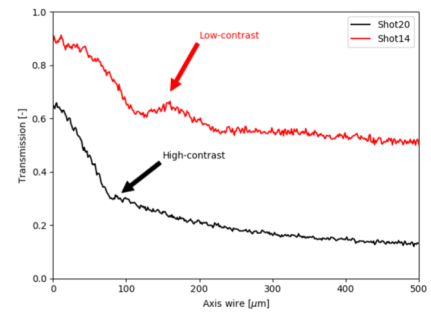 1.0
0.8
0.6
0.4
0.2
0.0
Transmission [-]
0
100
200
300
400
500
Axis wire [μm]
Low-contrast
High-contrast
Shot20
Shot14